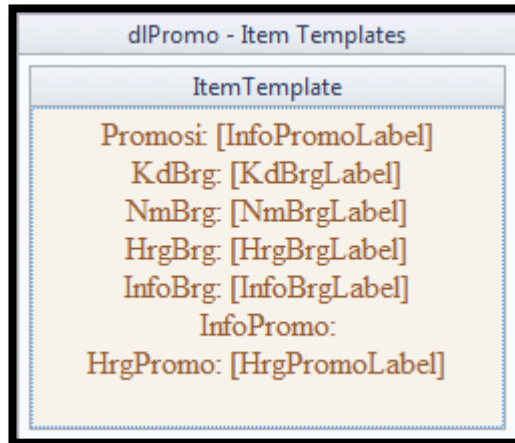 dlPromo - Item Templates
ItemTemplate
Promosi: [InfoPromoLabel]
KdBrg: [KdBrgLabel]
NmBrg: [NmBrgLabel]
HrgBrg: [HrgBrgLabel]
InfoBrg: [InfoBrgLabel]
InfoPromo:
HrgPromo: [HrgPromoLabel]